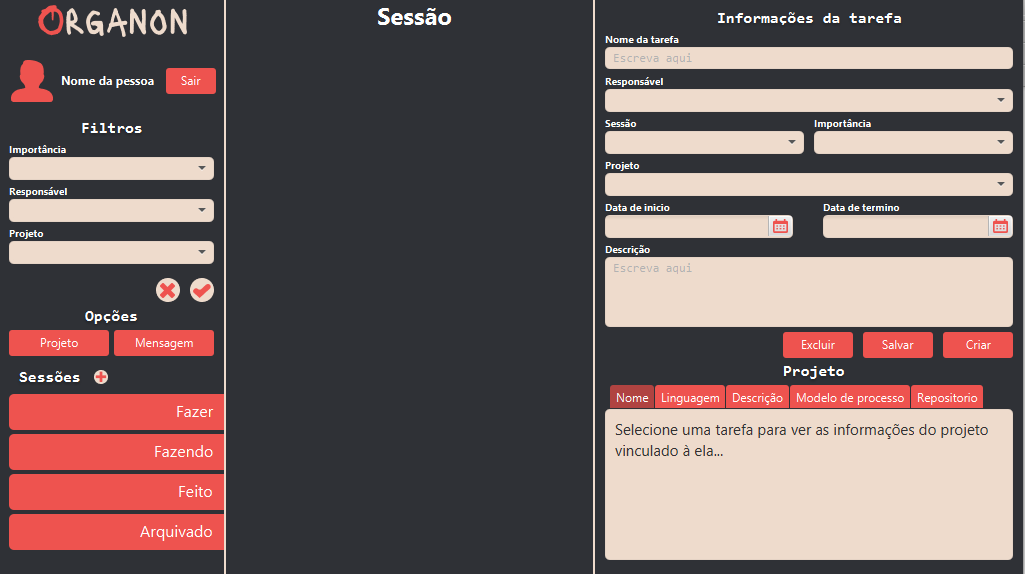 ORGANON
Nome da pessoa
Sair
Filtros
Importância
Responsável
Projeto
Opções
Projeto
Mensagem
Sessões
Fazer
Fazendo
Feito
Arquivado
Sessão
Informações da tarefa
Nome da tarefa
Escreva aqui
Responsável
Sessão
Importância
Projeto
Data de inicio
Data de termino
Descrição
Escreva aqui
Excluir
Salvar
Criar
Projeto
Nome
Linguagem
Descrição
Modelo de processo
Repositorio
Selecione uma tarefa para ver as informações do projeto
vinculado à ela...